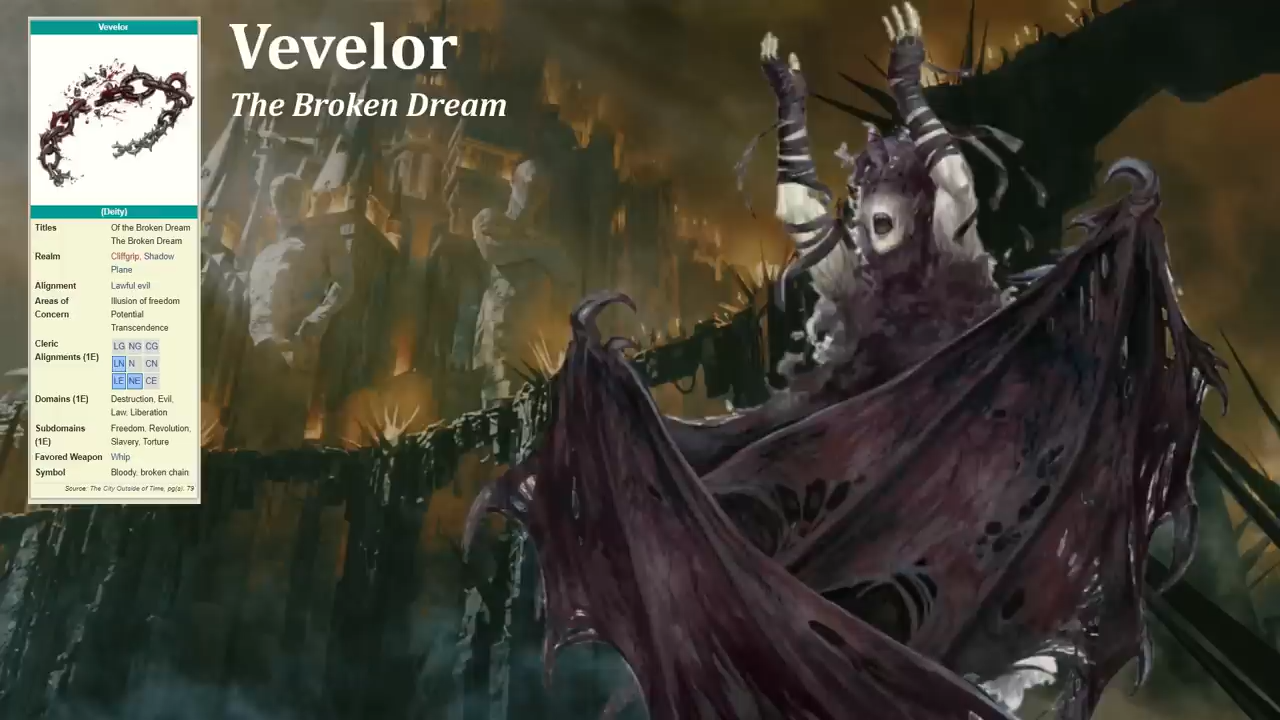 Vevelor
The Broken Dream
Vevelor
(Deity)
Titles Of the Broken Dream
The Broken Dream
Realm Cliffgrip, Shadow
Plane
Alignment Lawful evil
Areas of Illusion of freedom
Concern Potential
Transcendence
Cleric LG NG CG
Alignments (1E) LN N CN
LE NE CE
Domains (1E) Destruction, Evil,
Law, Liberation
Subdomains Freedom, Revolution,
(1E) Slavery, Torture
Favored Weapon Whip
Symbol Bloody, broken chain
Source: The City Outside of Time, pg(s). 79